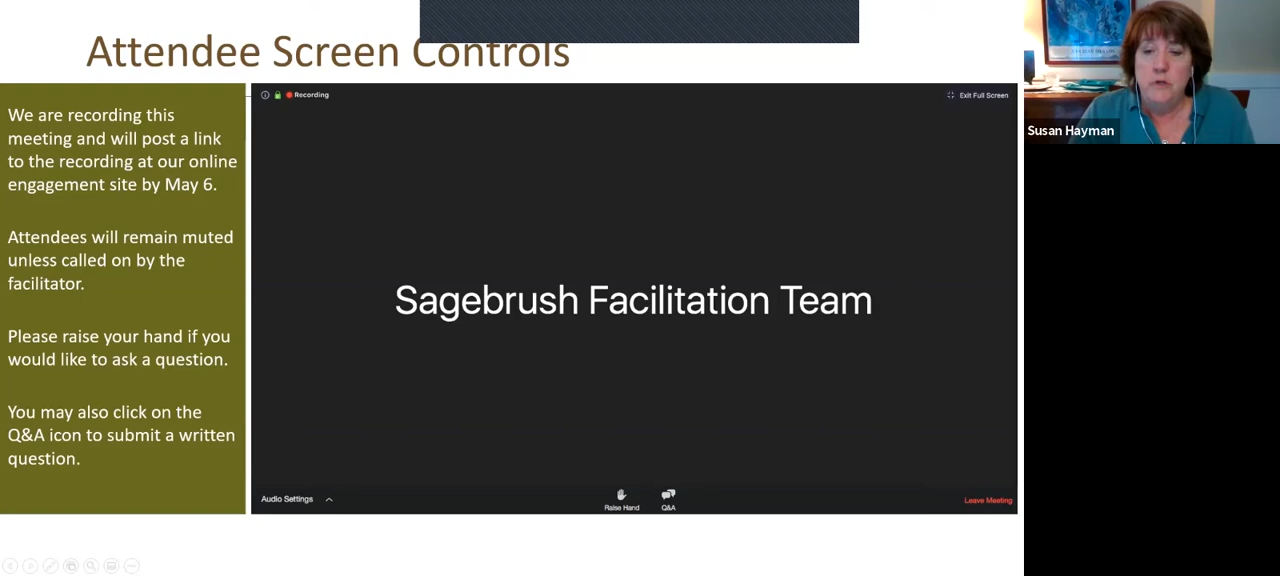 Attendee Screen Controls
We are recording this
meeting and will post a link
to the recording at our online
engagement site by May 6.
Attendees will remain muted
unless called on by the
facilitator.
Please raise your hand if you
would like to ask a question.
You may also click on the
Q&A icon to submit a written
question.
Recording
Exit Full Screen
Sagebrush Facilitation Team
Audio Settings
Raise Hand
Q&A
Leave Meeting
Susan Hayman